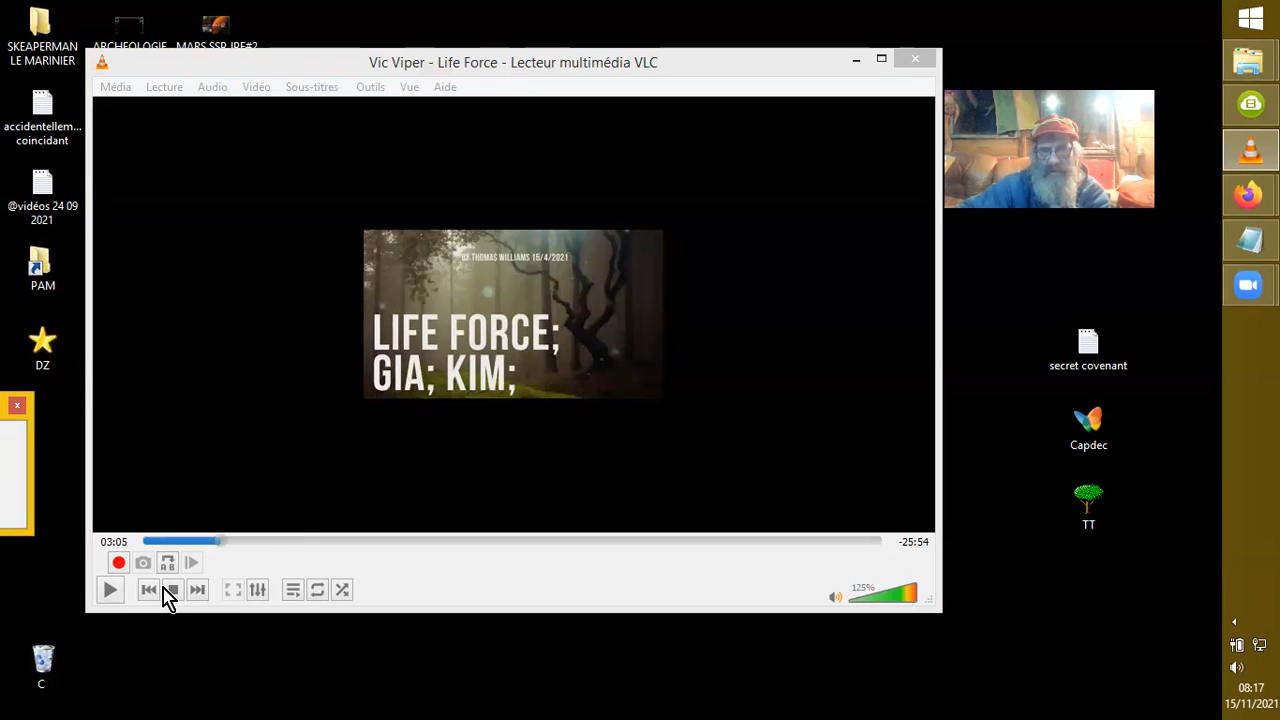 SKEAPERMAN
LE MARINIER
ARCHEOLOGIE
MARS SSP IRE#2
accidentellem...
coincidant
@vidéos 24 09
2021
PAM
DZ
C
Vic Viper - Life Force - Lecteur multimédia VLC
Média Lecture Audio Vidéo Sous-titres Outils Vue Aide
BY THOMAS WILLIAMS 15/4/2021
LIFE FORCE;
GIA; KIM;
03:05
-25:54
A B
125%
secret covenant
Capdec
TT
08:17
15/11/2021